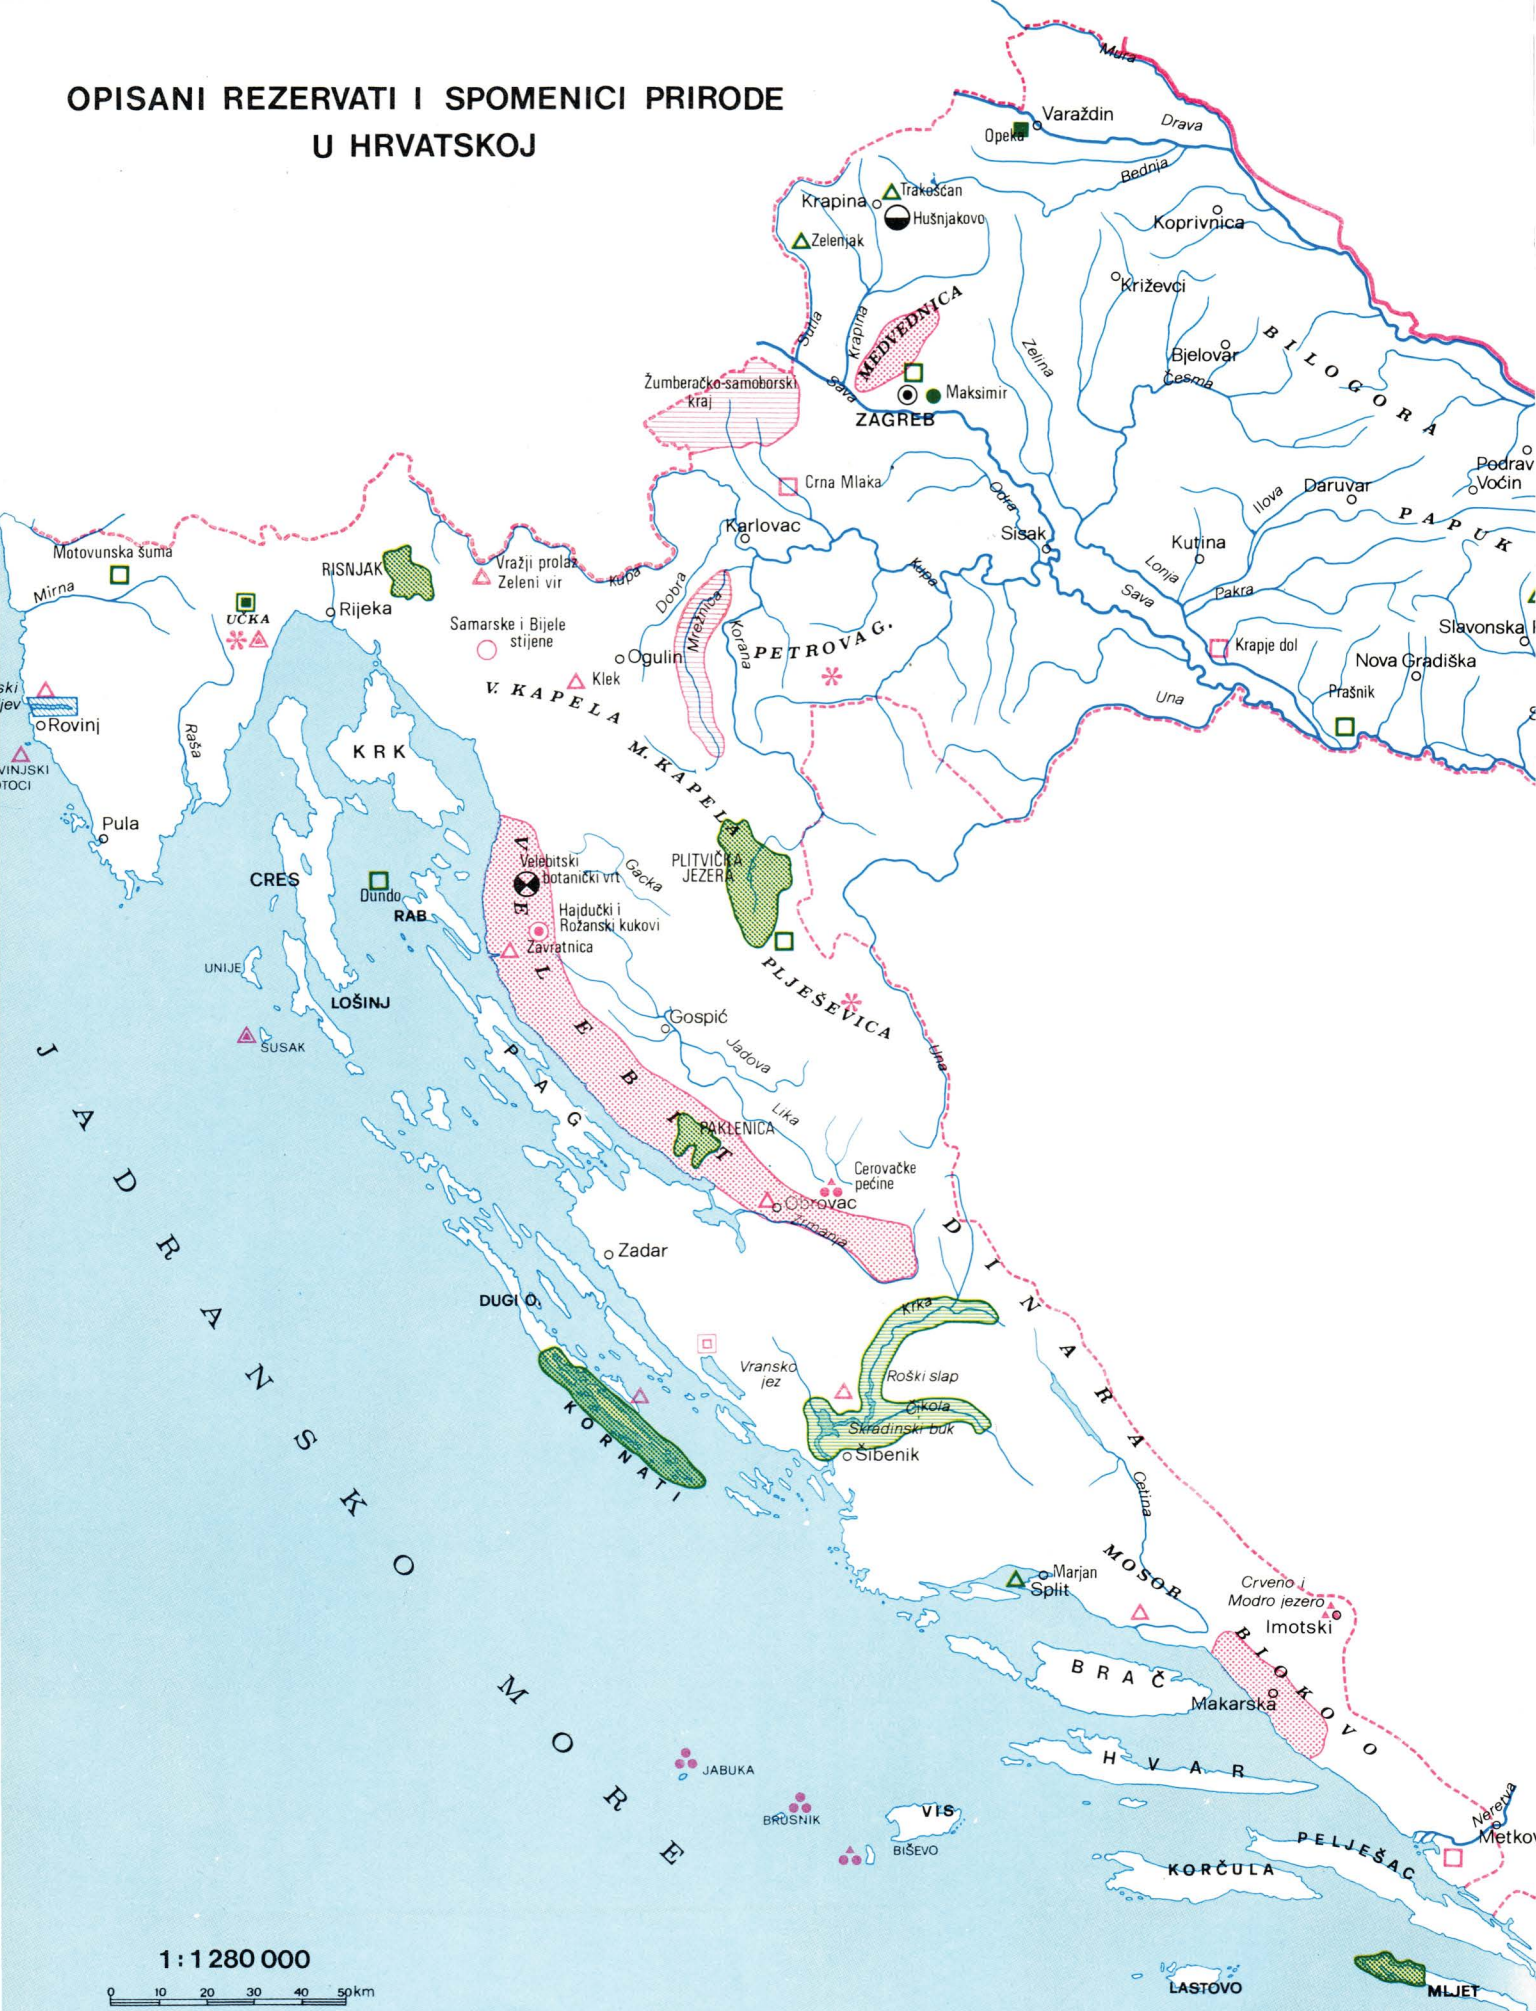 OPISANI REZERVATI I SPOMENICI PRIRODE
U HRVATSKOJ
Mura
Varaždin
Drava
Opeka
Bednja
Trakošćan
Krapina
Hušnjakovo
Koprivnica
Zelenjak
Križevci
Sutla
Krapina
MEDVEDNICA
Zelina
BILOGORA
Bjelovar
Česma
Žumberačko-samoborski
kraj
Sava
Maksimir
ZAGREB
Podrav
Voćin
Crna Mlaka
Odra
Ilova
Daruvar
PAPUK
Karlovac
Sisak
Kutina
Motovunska šuma
RISNJAK
Vražji prolaz
Zeleni vir
Kupa
Dobra
Kupa
Lonja
Sava
Pakra
Mirna
Rijeka
UČKA
Samarske i Bijele
stijene
Mrežnica
Korana
PETROVA G.
Slavonska
Krapje dol
Nova Gradiška
Ogulin
Klek
V. KAPELA
Prašnik
Una
ski
jev
Rovinj
Raša
KRK
M. KAPELA
VINJSKI
OTOCI
Pula
VELEBIT
Velebitski
botanički vrt
Gacka
PLITVIČKA
JEZERA
CRES
Dundo
RAB
Hajdučki i
Rožanski kukovi
Zavratnica
UNIJE
LOŠINJ
PLJEŠEVICA
Gospić
SUSAK
Jadova
Una
PAG
Lika
PAKLENICA
Cerovačke
pećine
Obrovac
Zrmanja
DINARA
Zadar
DUGI O.
Krka
Vransko
jez
Roški slap
Čikola
Skradinski buk
KORNATI
Šibenik
Cetina
JADRANSKO MORE
MOSOR
Marjan
Split
Crveno i
Modro jezero
Imotski
BIOKOVO
BRAČ
Makarska
HVAR
JABUKA
BRUSNIK
VIS
BIŠEVO
Metkov
PELJEŠAC
KORČULA
LASTOVO
MLJET
1:1280000
0 10 20 30 40 50km